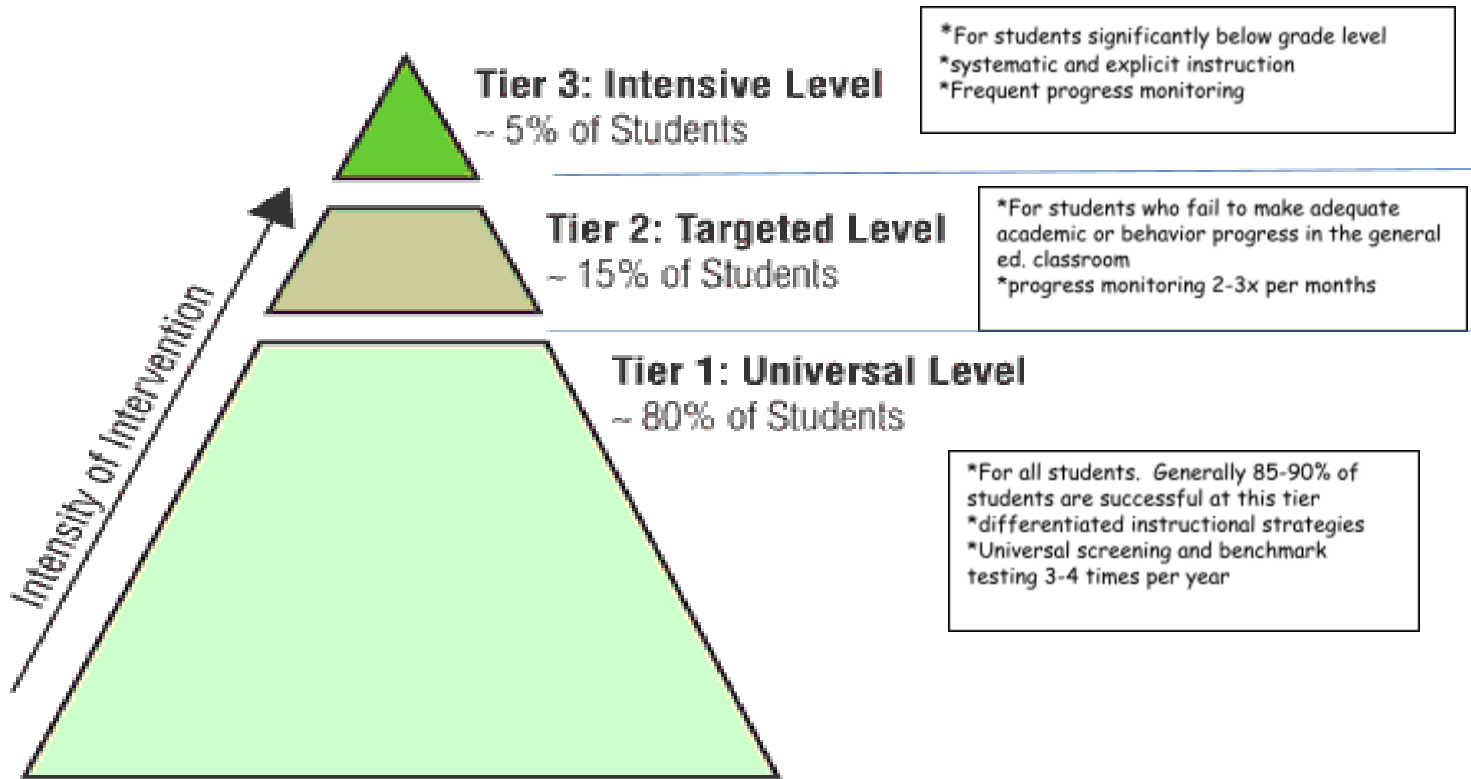 Tier 3: Intensive Level
~ 5% of Students
*For students significantly below grade level
*systematic and explicit instruction
*Frequent progress monitoring
Tier 2: Targeted Level
~ 15% of Students
*For students who fail to make adequate
academic or behavior progress in the general
ed. classroom
*progress monitoring 2-3x per months
Tier 1: Universal Level
~ 80% of Students
*For all students.  Generally 85-90% of
students are successful at this tier
*differentiated instructional strategies
*Universal screening and benchmark
testing 3-4 times per year
Intensity of Intervention